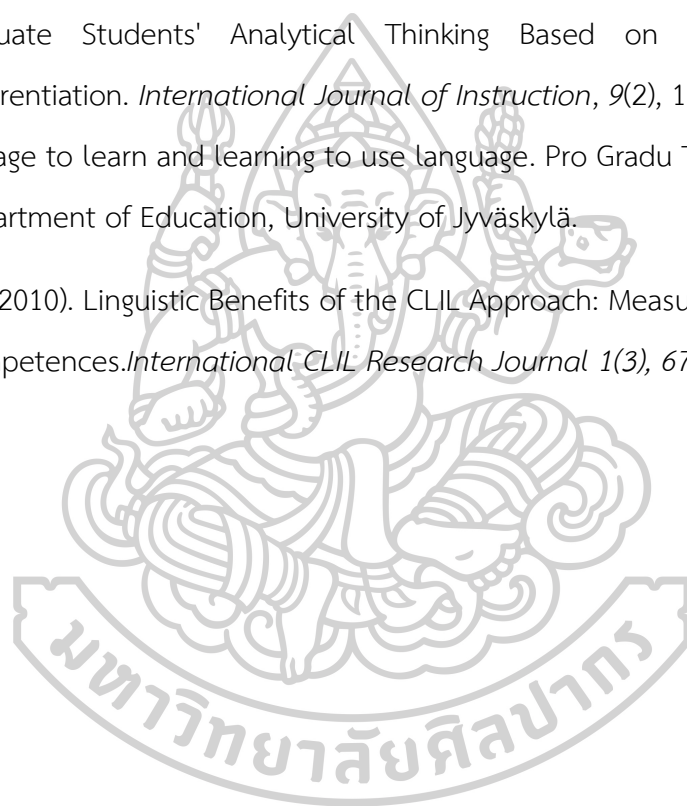 uate Students' Analytical Thinking Based on
rentiation. International Journal of Instruction, 9(2), 1
age to learn and learning to use language. Pro Gradu T
artment of Education, University of Jyväskylä.
2010). Linguistic Benefits of the CLIL Approach: Measu
petences.International CLIL Research Journal 1(3), 67
มหาวิทยาลัยศิลปากร